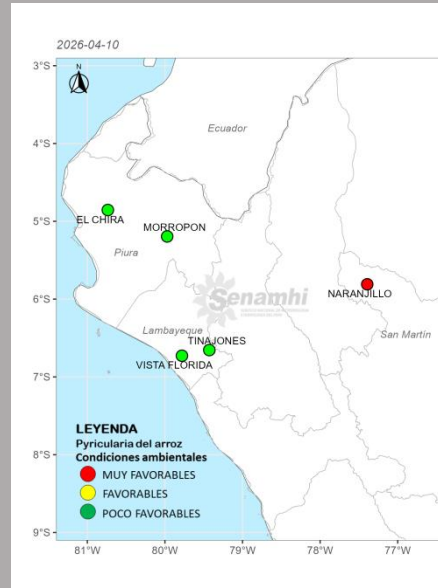 2026-04-10
N
3°S
4°S
Ecuador
EL CHIRA
5°S
MORROPON
Piura
NARANJILLO
6°S
Senamhi
San Martín
Lambayeque
TINAJONES
VISTA FLORIDA
7°S
LEYENDA
Pyricularia del arroz
Condiciones ambientales
MUY FAVORABLES
8°S
FAVORABLES
POCO FAVORABLES
9°S
81°W
80°W
79°W
78°W
77°W